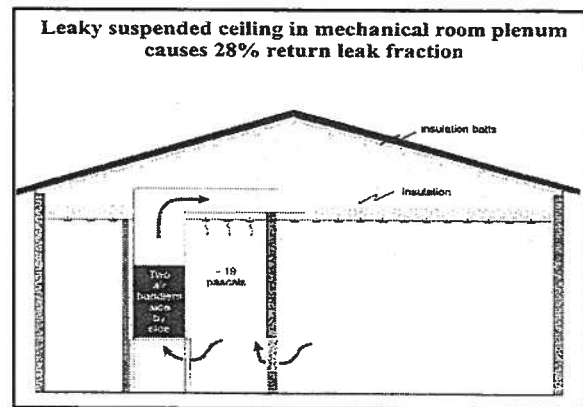 Leaky suspended ceiling in mechanical room plenum
causes 28% return leak fraction
insulation batts
insulation
- 19
pascals
Two
air
handlers
side
by
side